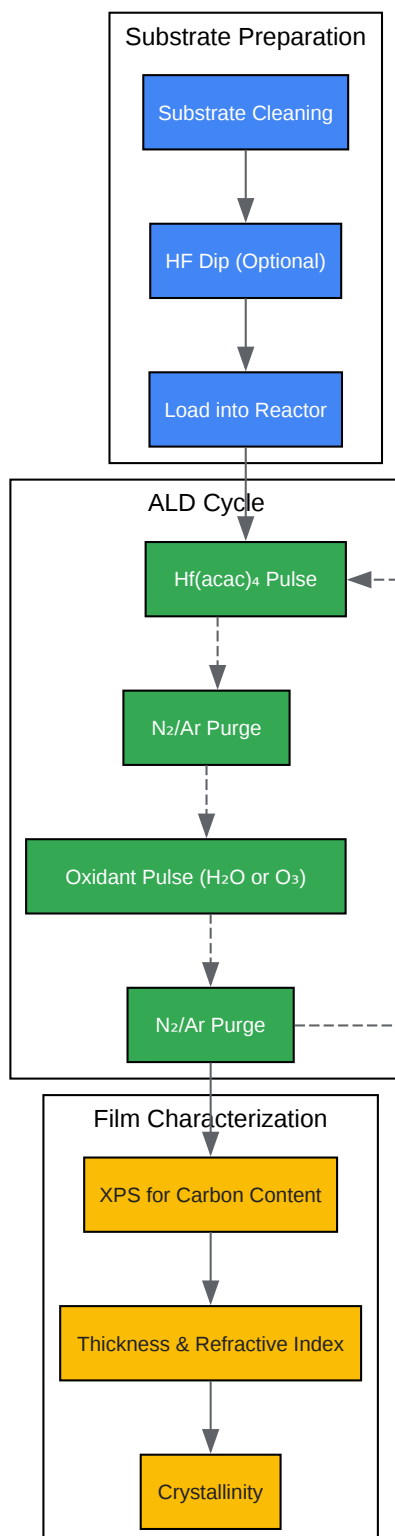 Substrate Preparation
Substrate Cleaning
HF Dip (Optional)
Load into Reactor
ALD Cycle
Hf(acac)₄ Pulse
N₂/Ar Purge
Oxidant Pulse (H₂O or O₃)
N₂/Ar Purge
Film Characterization
XPS for Carbon Content
Thickness & Refractive Index
Crystallinity